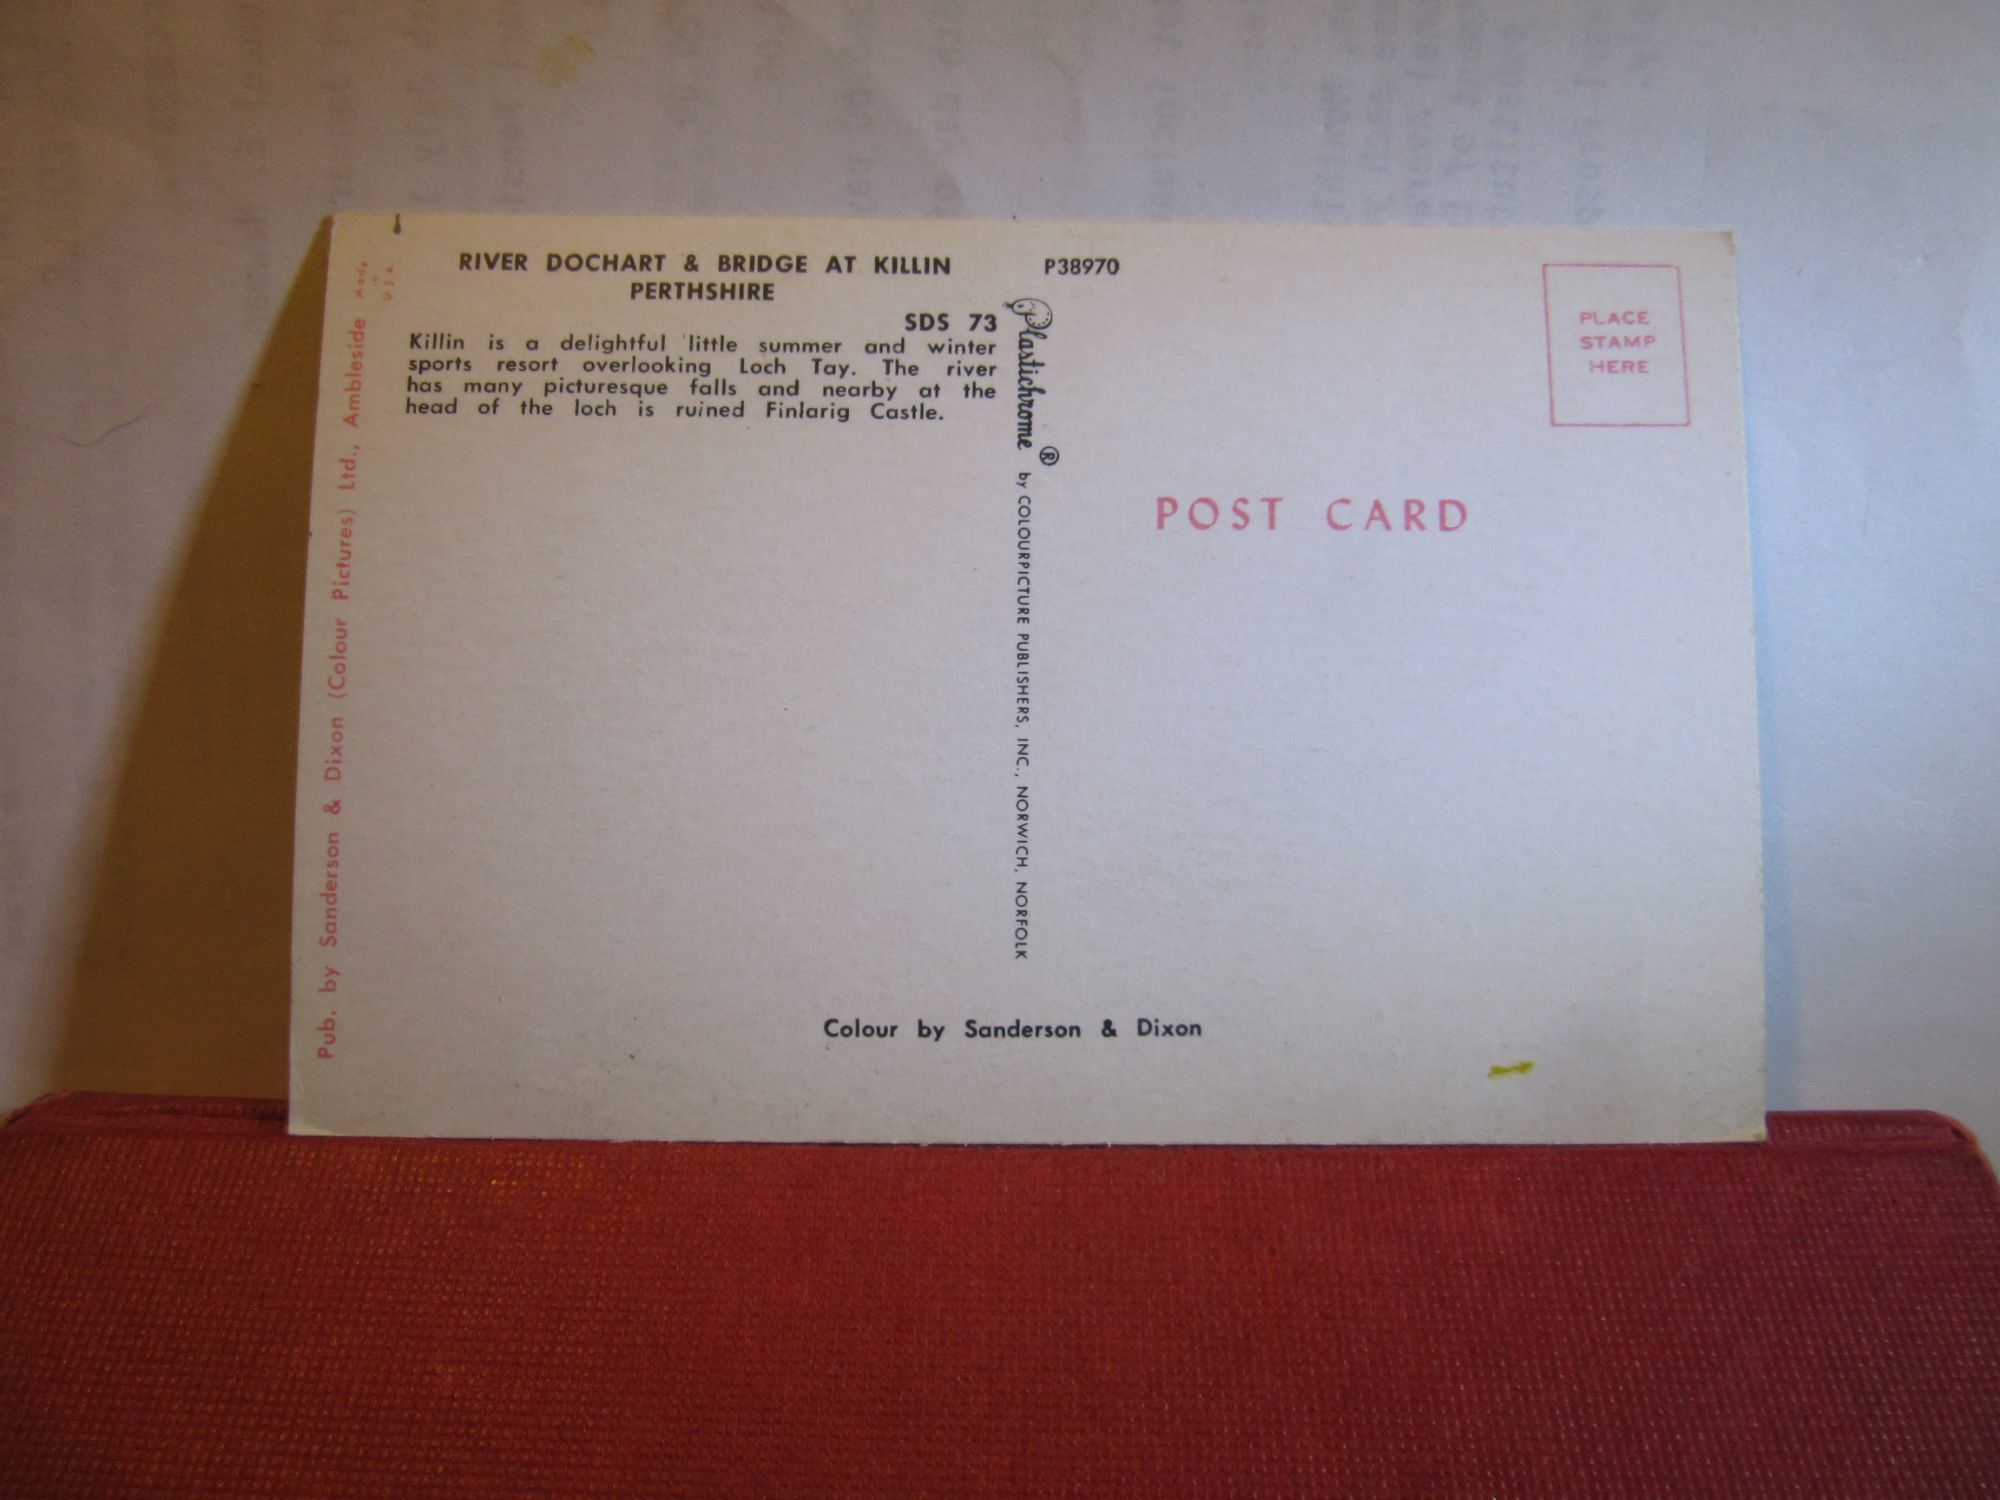 RIVER DOCHART & BRIDGE AT KILLIN
PERTHSHIRE
SDS 73
Killin is a delightful little summer and winter
sports resort overlooking Loch Tay. The river
has many picturesque falls and nearby at the
head of the loch is ruined Finlarig Castle.
P38970
PLACE
STAMP
HERE
POST CARD
Plastichrome ® by COLOURPICTURE PUBLISHERS, INC., NORWICH, NORFOLK
Pub. by Sanderson & Dixon (Colour Pictures) Ltd., Ambleside
Made
in
U.S.A.
Colour by Sanderson & Dixon